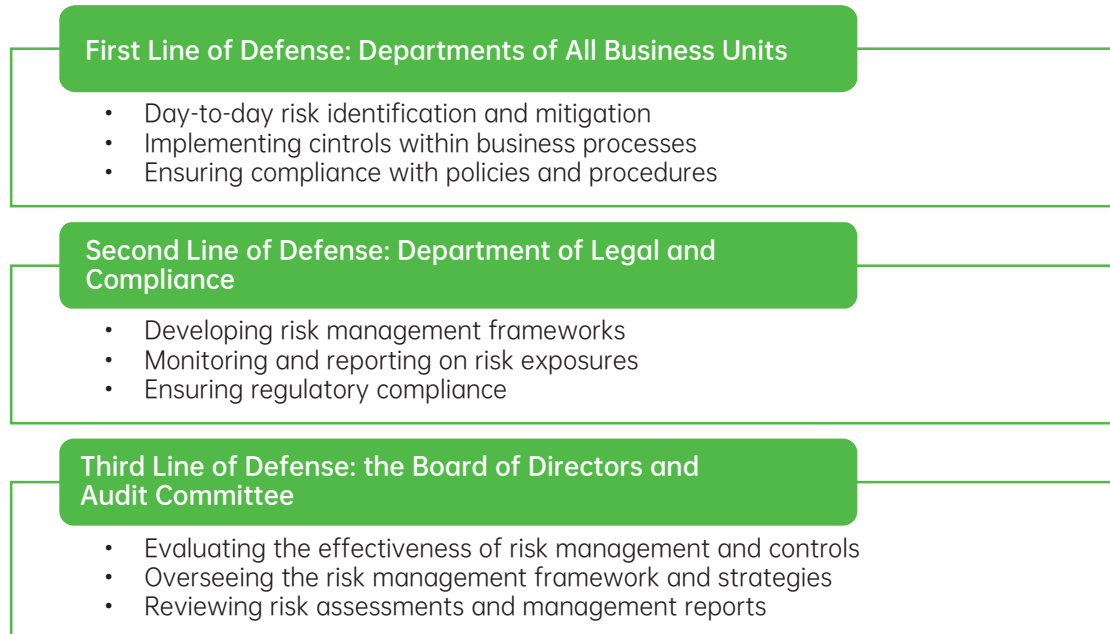 First Line of Defense: Departments of All Business Units
• Day-to-day risk identification and mitigation
• Implementing cintrols within business processes
• Ensuring compliance with policies and procedures
Second Line of Defense: Department of Legal and
Compliance
• Developing risk management frameworks
• Monitoring and reporting on risk exposures
• Ensuring regulatory compliance
Third Line of Defense: the Board of Directors and
Audit Committee
• Evaluating the effectiveness of risk management and controls
• Overseeing the risk management framework and strategies
• Reviewing risk assessments and management reports